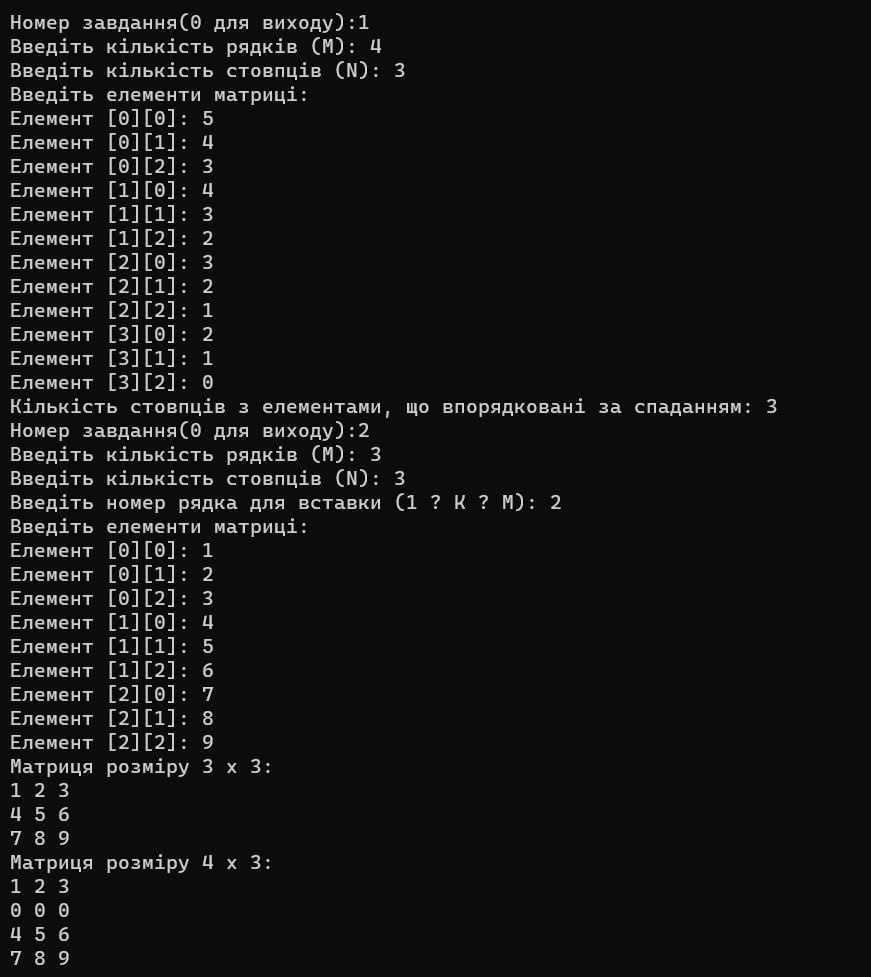 Номер завдання(0 для виходу):1
Введіть кількість рядків (M): 4
Введіть кількість стовпців (N): 3
Введіть елементи матриці:
Елемент [0][0]: 5
Елемент [0][1]: 4
Елемент [0][2]: 3
Елемент [1][0]: 4
Елемент [1][1]: 3
Елемент [1][2]: 2
Елемент [2][0]: 3
Елемент [2][1]: 2
Елемент [2][2]: 1
Елемент [3][0]: 2
Елемент [3][1]: 1
Елемент [3][2]: 0
Кількість стовпців з елементами, що впорядковані за спаданням: 3
Номер завдання(0 для виходу):2
Введіть кількість рядків (M): 3
Введіть кількість стовпців (N): 3
Введіть номер рядка для вставки (1 ? К ? M): 2
Введіть елементи матриці:
Елемент [0][0]: 1
Елемент [0][1]: 2
Елемент [0][2]: 3
Елемент [1][0]: 4
Елемент [1][1]: 5
Елемент [1][2]: 6
Елемент [2][0]: 7
Елемент [2][1]: 8
Елемент [2][2]: 9
Матриця розміру 3 x 3:
1 2 3
4 5 6
7 8 9
Матриця розміру 4 x 3:
1 2 3
0 0 0
4 5 6
7 8 9